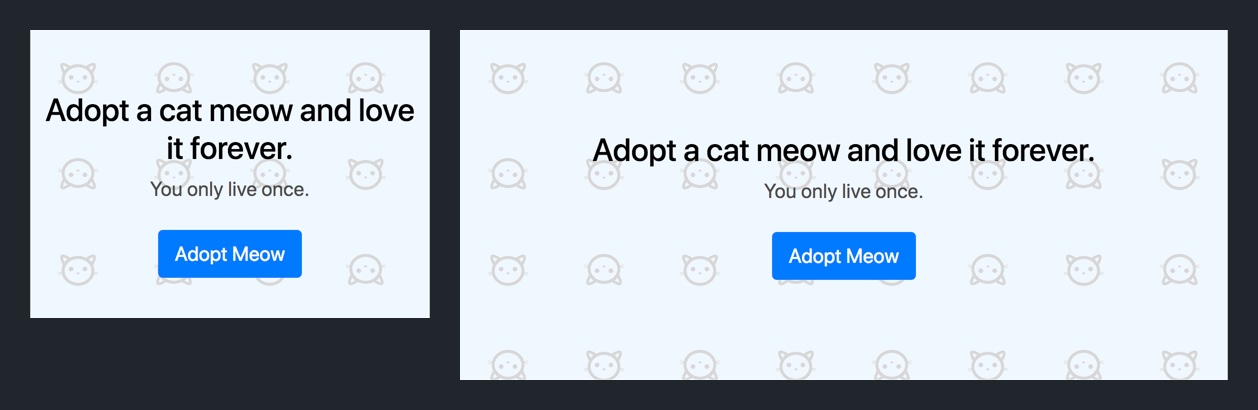 Adopt a cat meow and love
it forever.
You only live once.
Adopt Meow
Adopt a cat meow and love it forever.
You only live once.
Adopt Meow